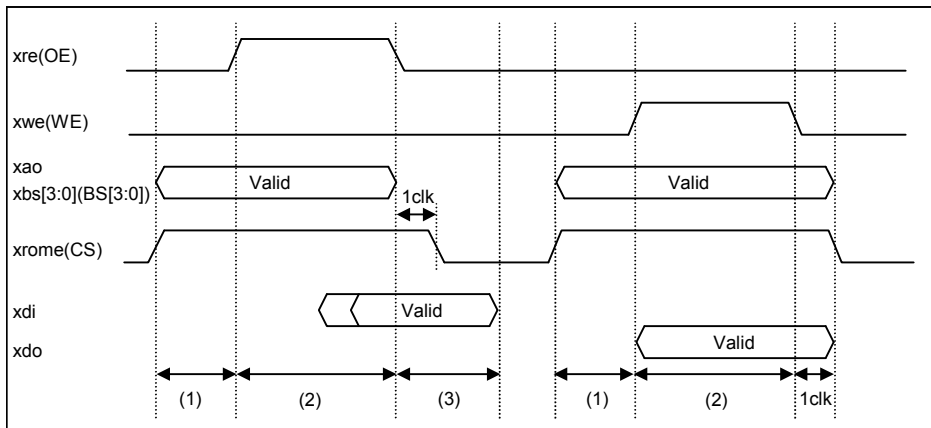 xre(OE)
xwe(WE)
xao
xbs[3:0](BS[3:0])
Valid
Valid
1clk
xrome(CS)
xdi
Valid
xdo
Valid
(1)
(2)
(3)
(1)
(2)
1clk